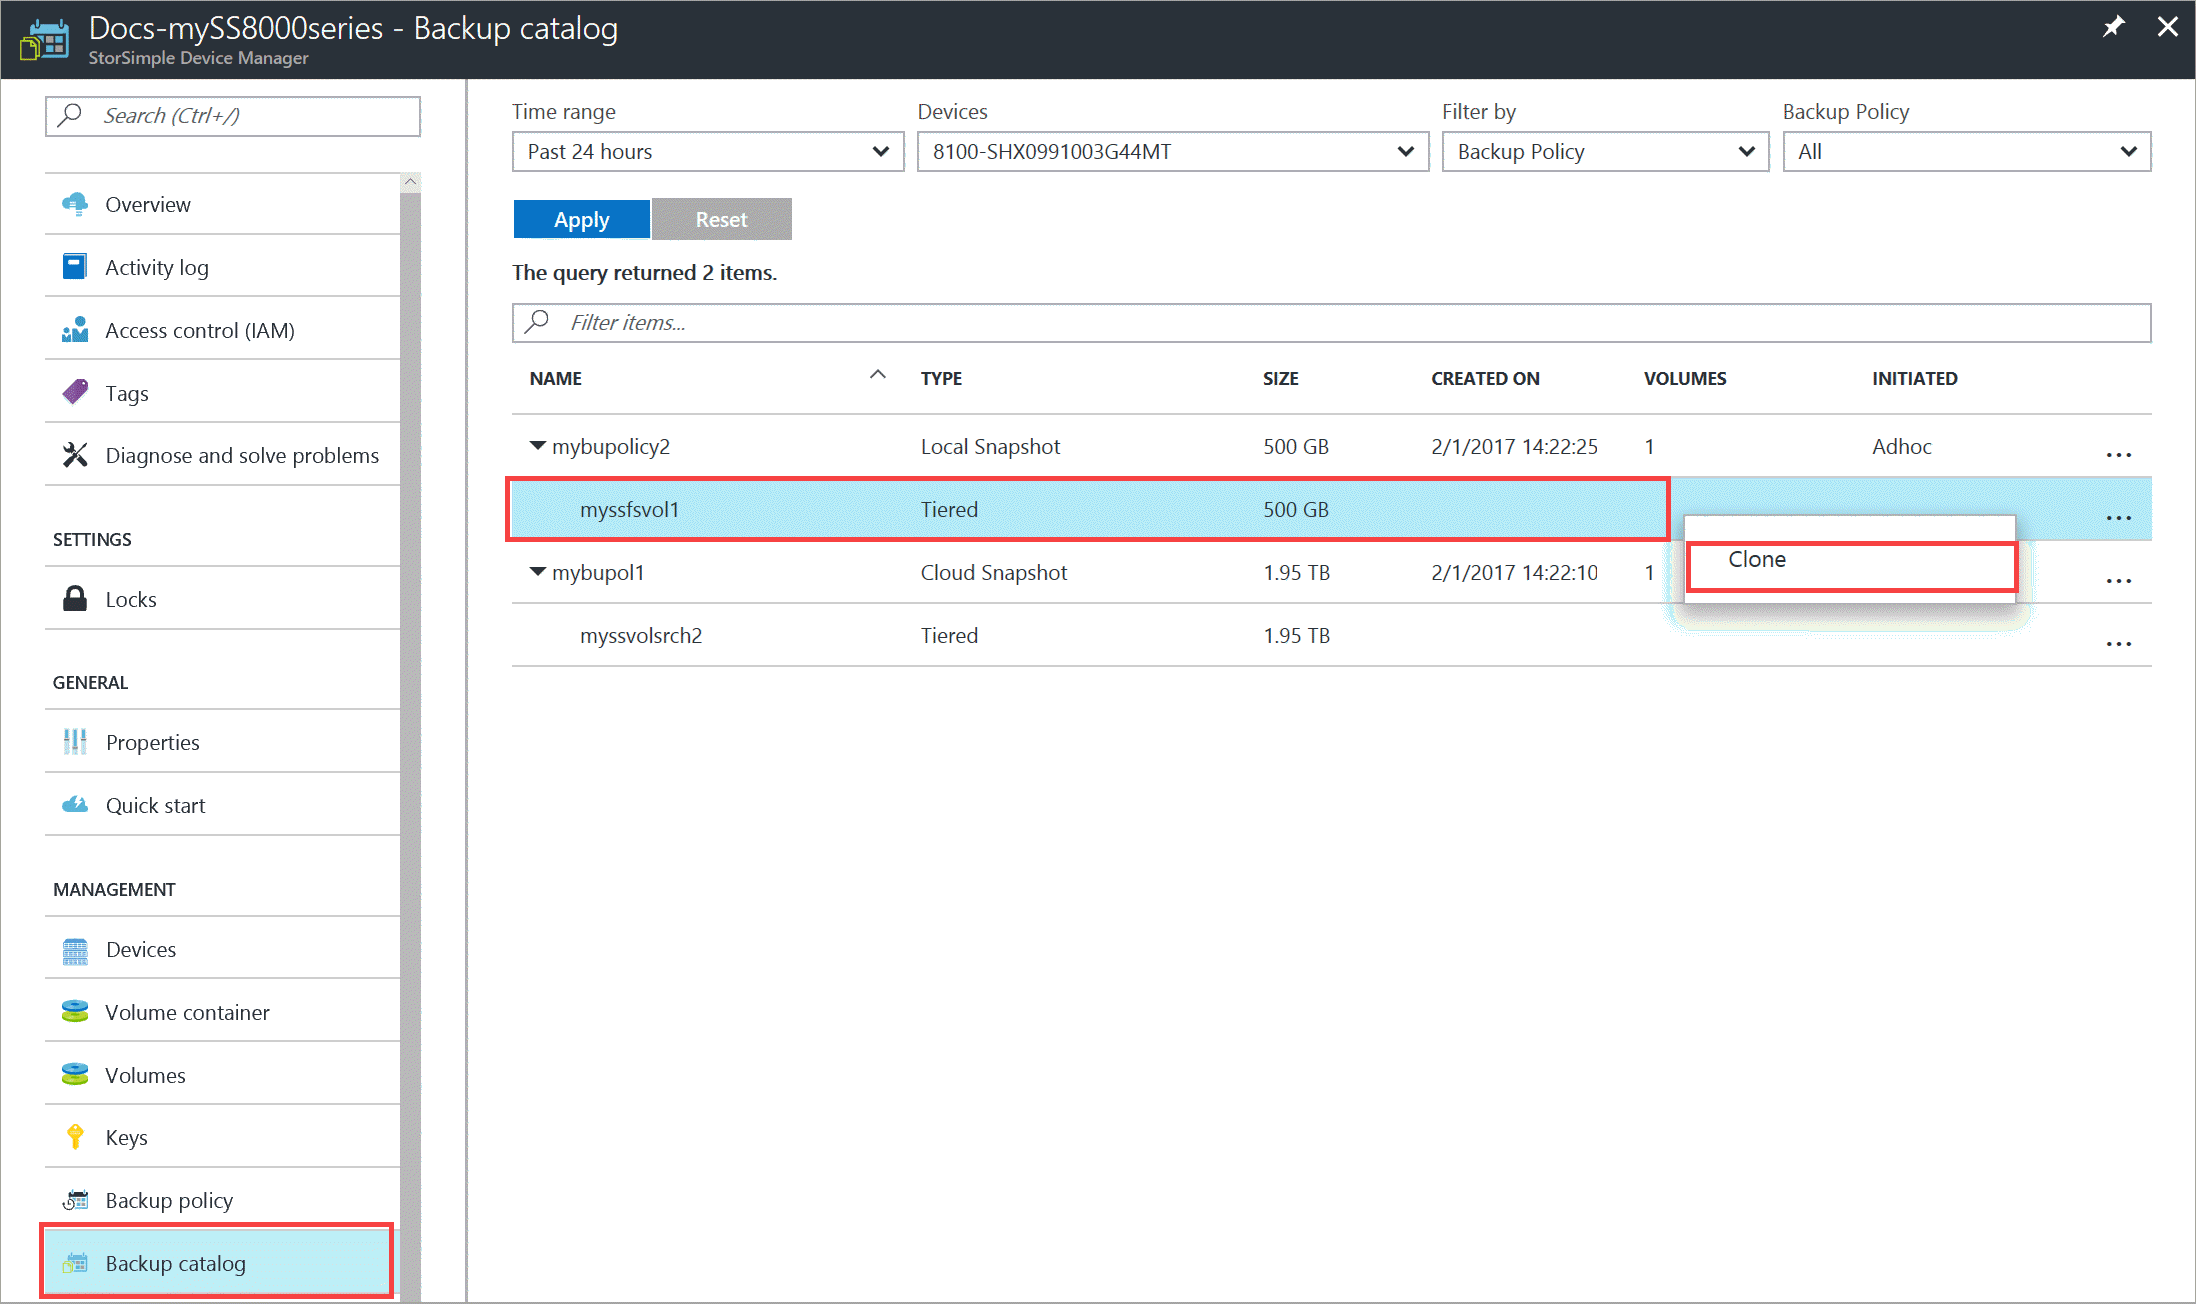 Docs-mySS8000series - Backup catalog
StorSimple Device Manager
Search (Ctrl+/)
Overview
Activity log
Access control (IAM)
Tags
Diagnose and solve problems
SETTINGS
Locks
GENERAL
Properties
Quick start
MANAGEMENT
Devices
Volume container
Volumes
Keys
Backup policy
Backup catalog
Time range Devices Filter by Backup Policy
Past 24 hours 8100-SHX0991003G44MT Backup Policy All
Apply Reset
The query returned 2 items.
Filter items...
NAME TYPE SIZE CREATED ON VOLUMES INITIATED
mybupolicy2 Local Snapshot 500 GB 2/1/2017 14:22:25 1 Adhoc ...
myssfsvol1 Tiered 500 GB ...
Clone
mybupol1 Cloud Snapshot 1.95 TB 2/1/2017 14:22:10 1 ...
myssvolsrch2 Tiered 1.95 TB ...